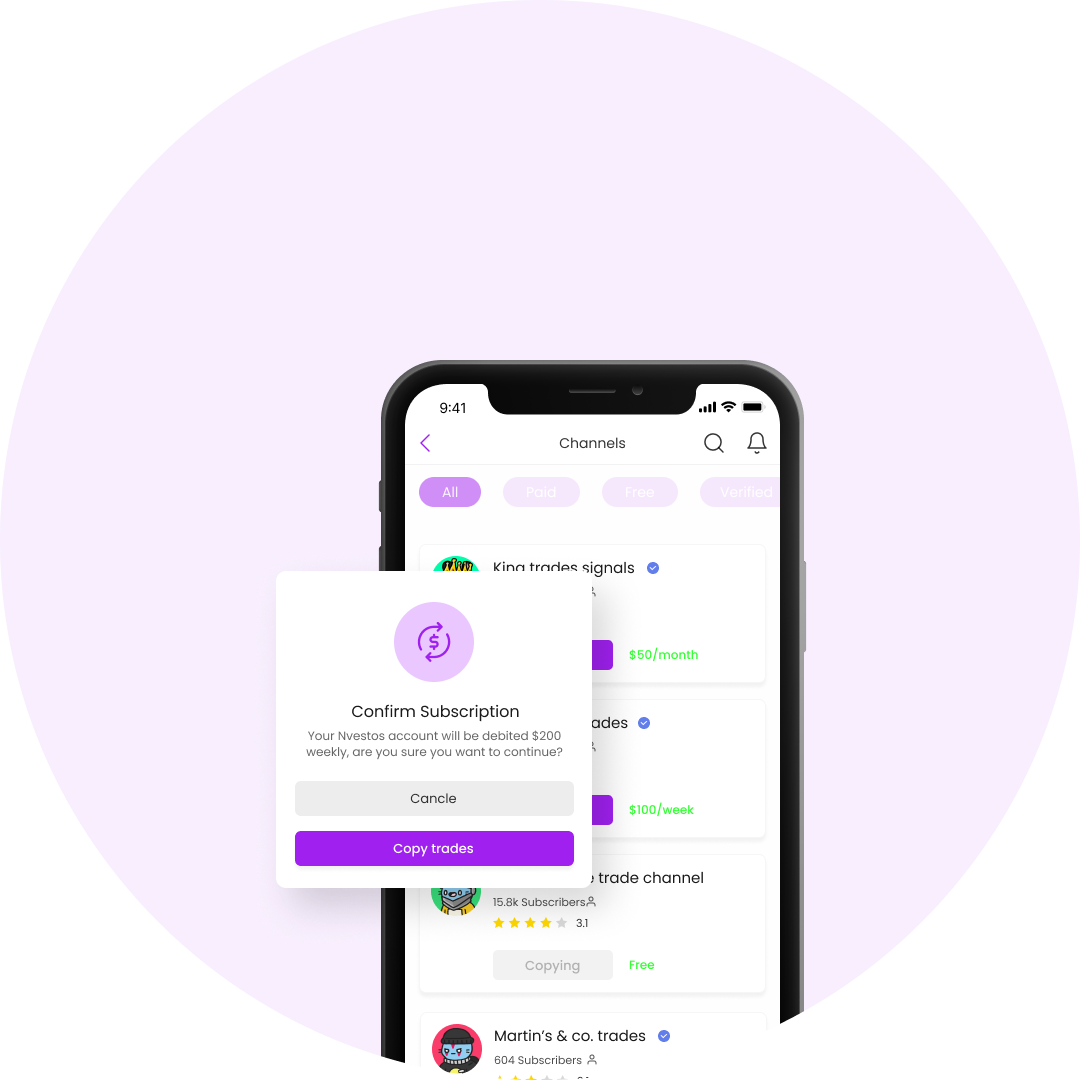 9:41
Channels
All Paid Free Verified
King trades signals
$50/month
ades
$100/week
Confirm Subscription
Your Nvestos account will be debited $200
weekly, are you sure you want to continue?
Cancle
Copy trades
e trade channel
15.8k Subscribers
3.1
Copying Free
Martin's & co. trades
604 Subscribers